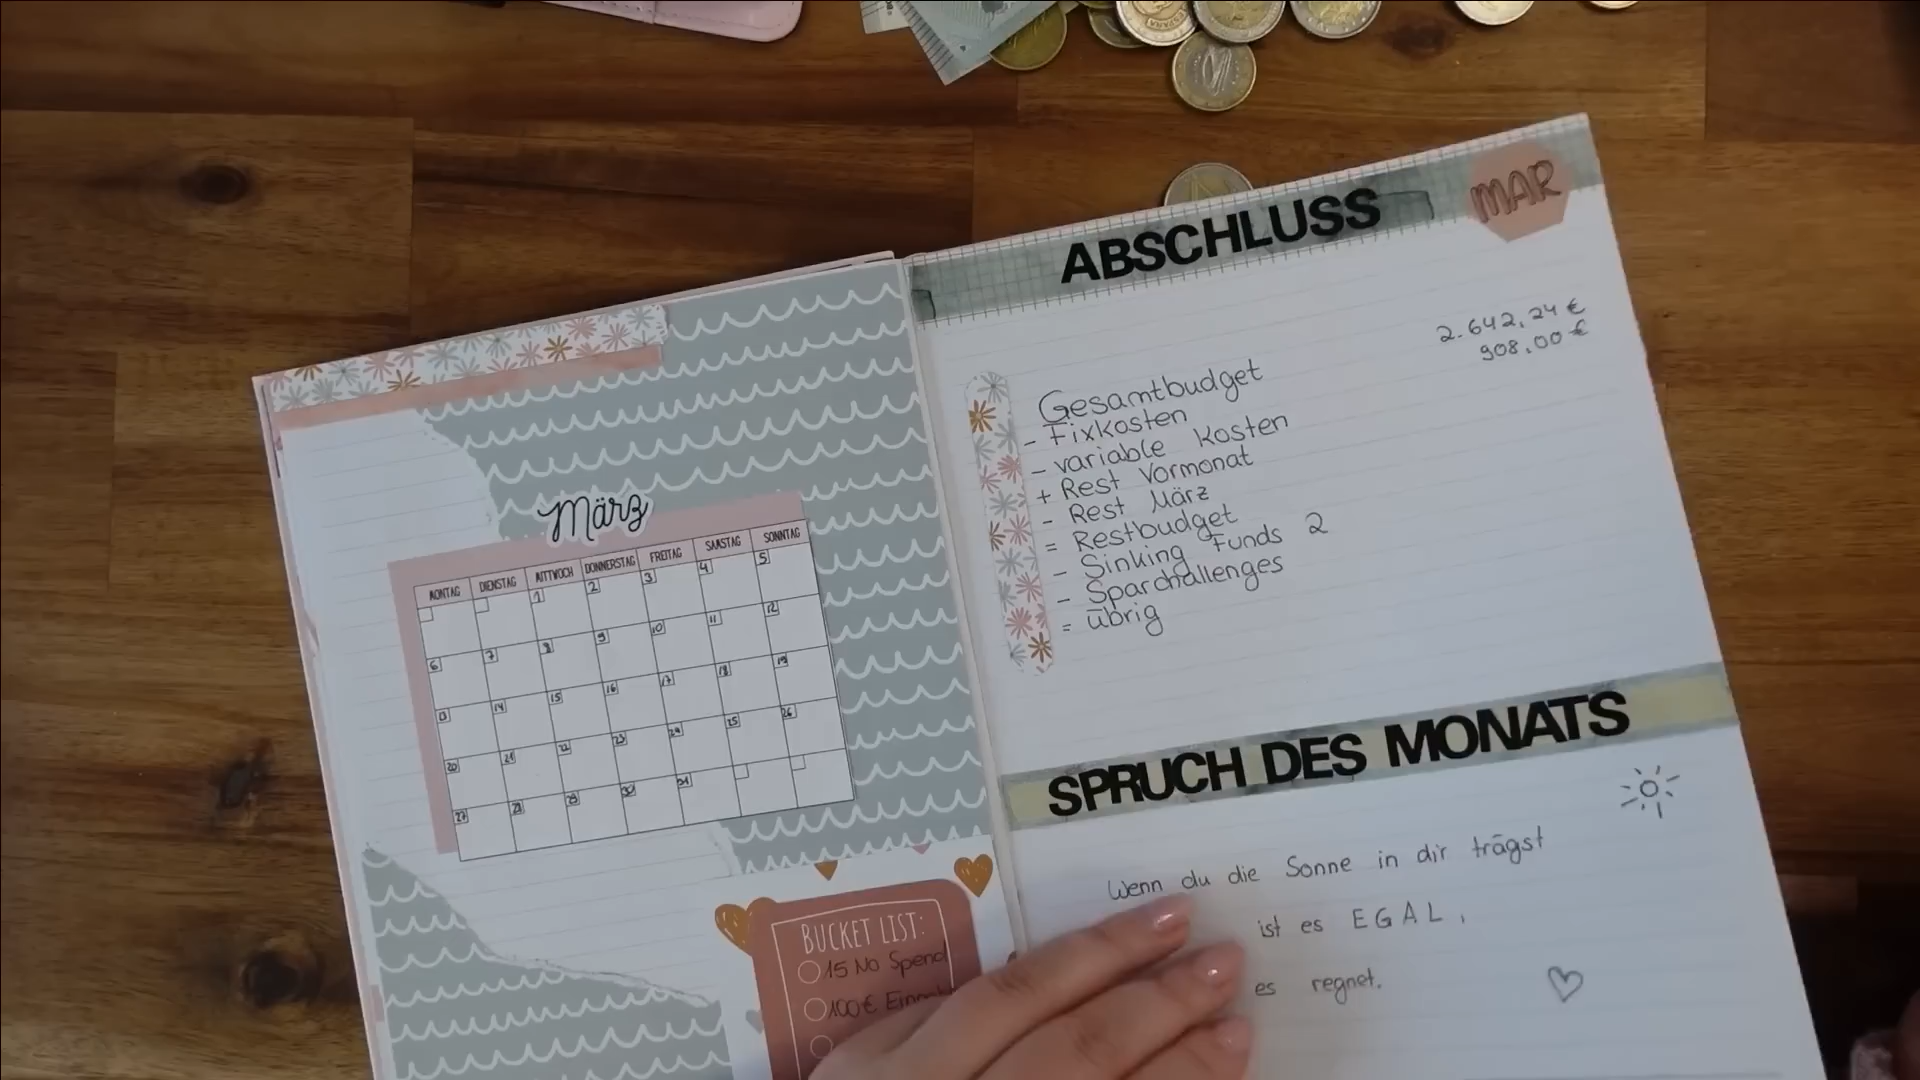 März
MONTAG DIENSTAG MITTWOCH DONNERSTAG FREITAG SAMSTAG SONNTAG
1 2 3 4 5
6 7 8 9 10 11 12
13 14 15 16 17 18 19
20 21 22 23 24 25 26
27 28 29 30 31
BUCKET LIST:
15 No Spend
100€
ABSCHLUSS
MAR
Gesamtbudget 2.642,24 €
- Fixkosten 908,00 €
- variable Kosten
+ Rest Vormonat
- Rest März
= Restbudget
- Sinking Funds 2
- Sparchallenges
= übrig
SPRUCH DES MONATS
Wenn du die Sonne in dir trägst
ist es EGAL,
es regnet.